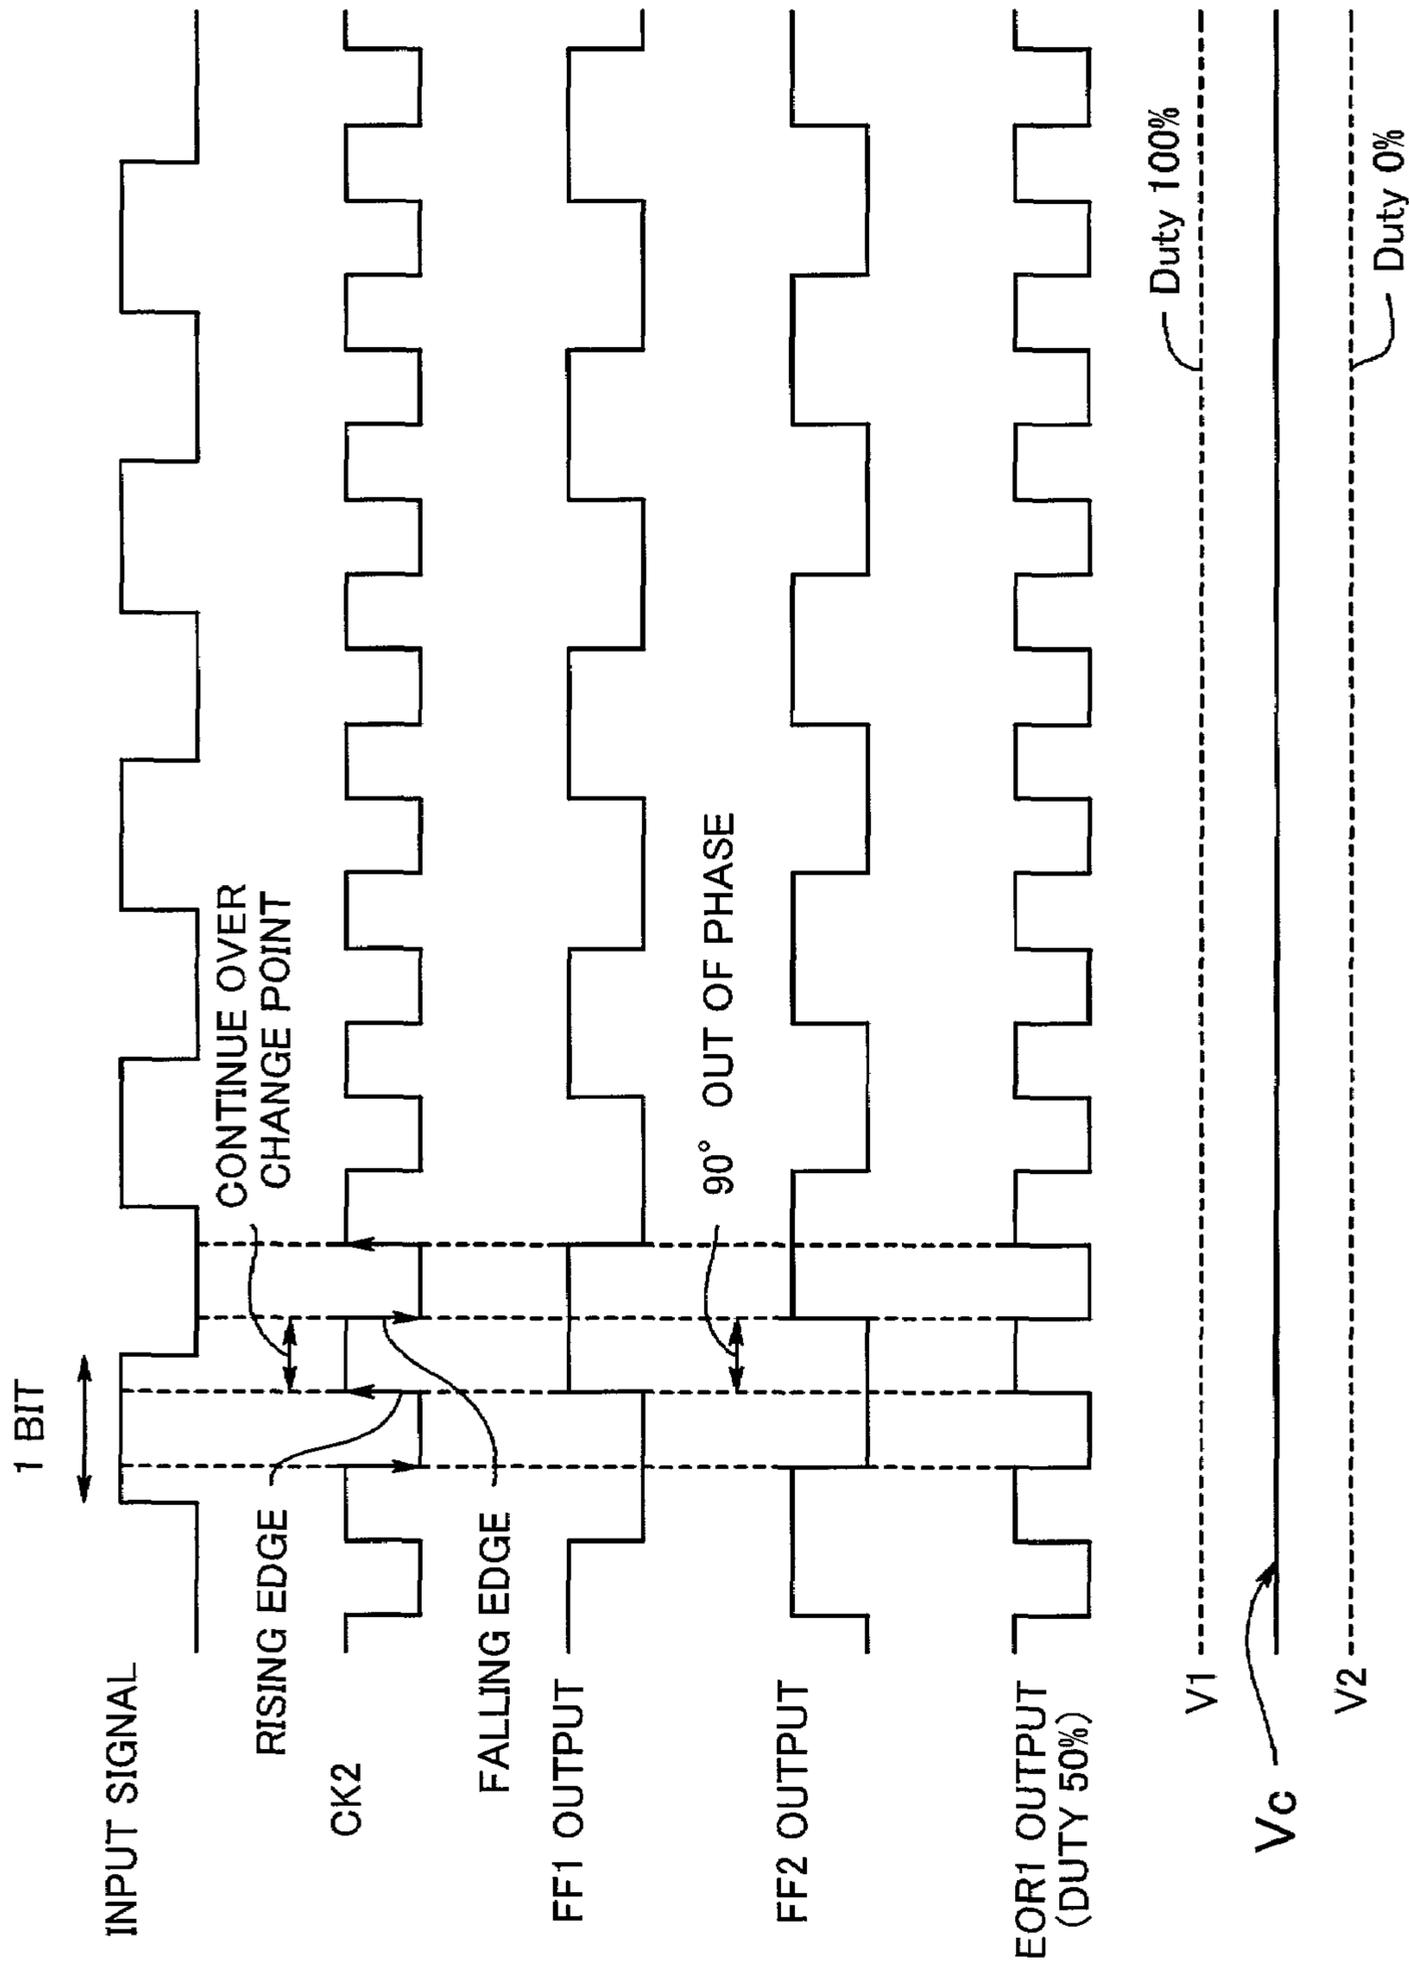 1 BIT
INPUT SIGNAL
CONTINUE OVER
CHANGE POINT
RISING EDGE
CK2
FALLING EDGE
FF1 OUTPUT
90° OUT OF PHASE
FF2 OUTPUT
EOR1 OUTPUT
(DUTY 50%)
Duty 100%
V1
Vc
V2
Duty 0%